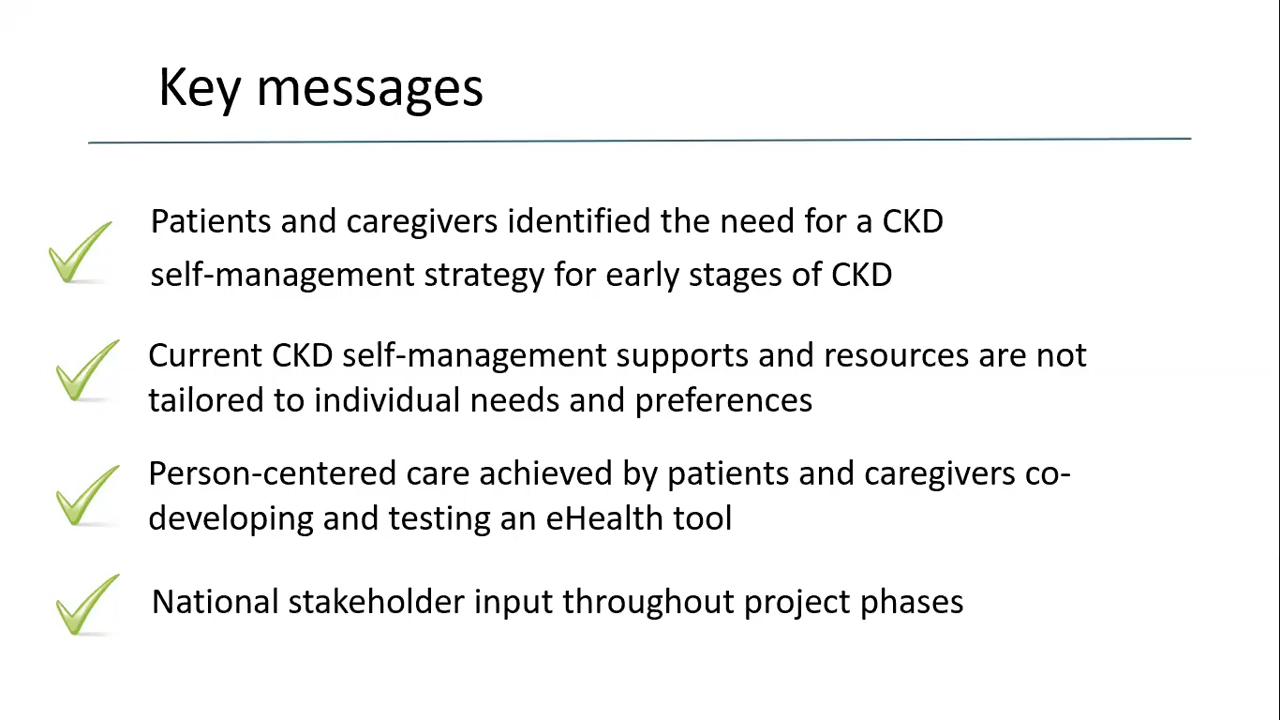 Key messages
Patients and caregivers identified the need for a CKD
self-management strategy for early stages of CKD
Current CKD self-management supports and resources are not
tailored to individual needs and preferences
Person-centered care achieved by patients and caregivers co-
developing and testing an eHealth tool
National stakeholder input throughout project phases